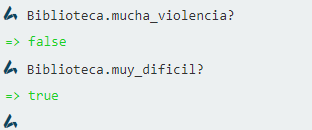 Biblioteca.mucha_violencia?
=> false
Biblioteca.muy_dificil?
=> true